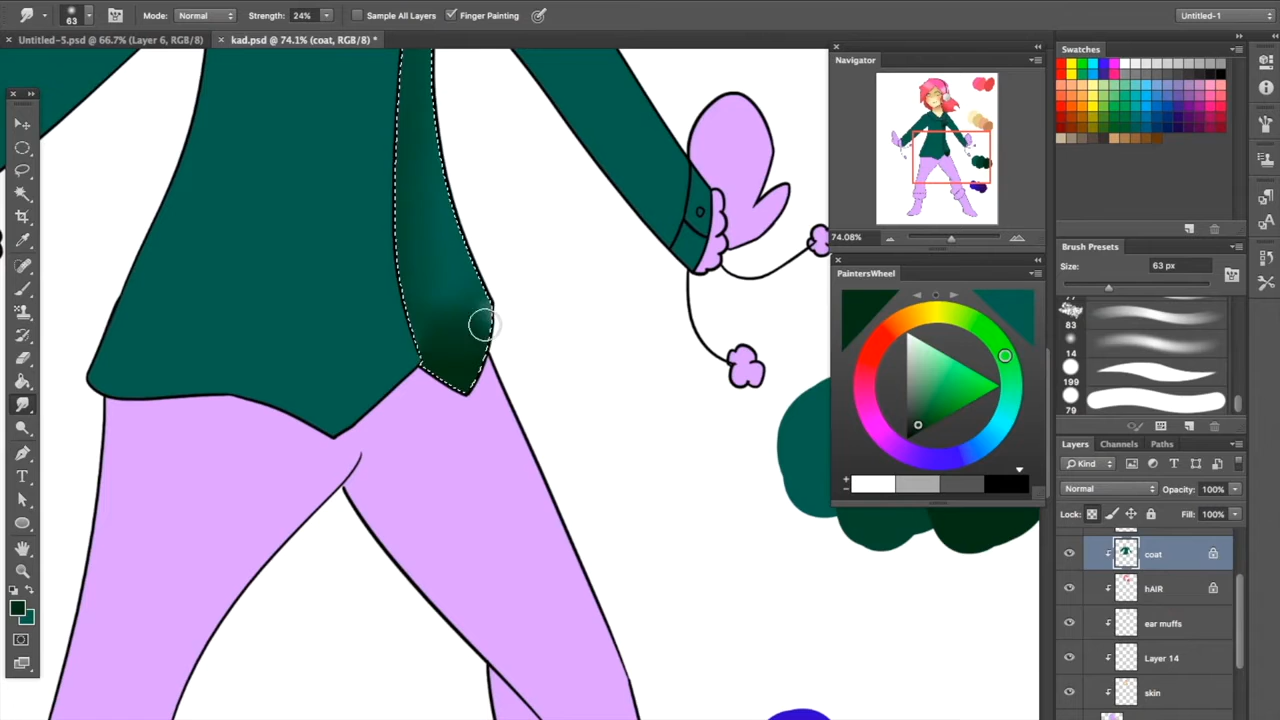 63
Mode: Normal
Strength: 24%
Sample All Layers
Finger Painting
Untitled-1
Untitled-5.psd @ 66.7% (Layer 6, RGB/8)
kad.psd @ 74.1% (coat, RGB/8) *
Navigator
74.08%
PaintersWheel
Swatches
Brush Presets
Size:
63 px
83
14
199
79
Layers
Channels
Paths
Kind
Normal
Opacity: 100%
Lock:
Fill: 100%
coat
hAIR
ear muffs
Layer 14
skin